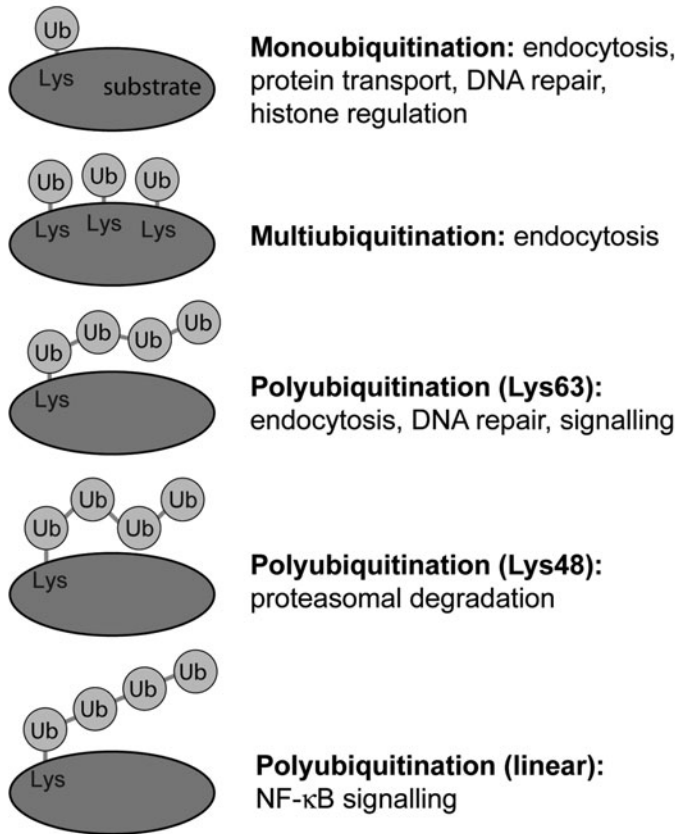 Ub
Lys substrate
Monoubiquitination: endocytosis,
protein transport, DNA repair,
histone regulation
Ub Ub Ub
Lys Lys Lys
Multiubiquitination: endocytosis
Ub Ub Ub Ub
Lys
Polyubiquitination (Lys63):
endocytosis, DNA repair, signalling
Ub Ub Ub Ub
Lys
Polyubiquitination (Lys48):
proteasomal degradation
Ub Ub Ub Ub
Lys
Polyubiquitination (linear):
NF-κB signalling